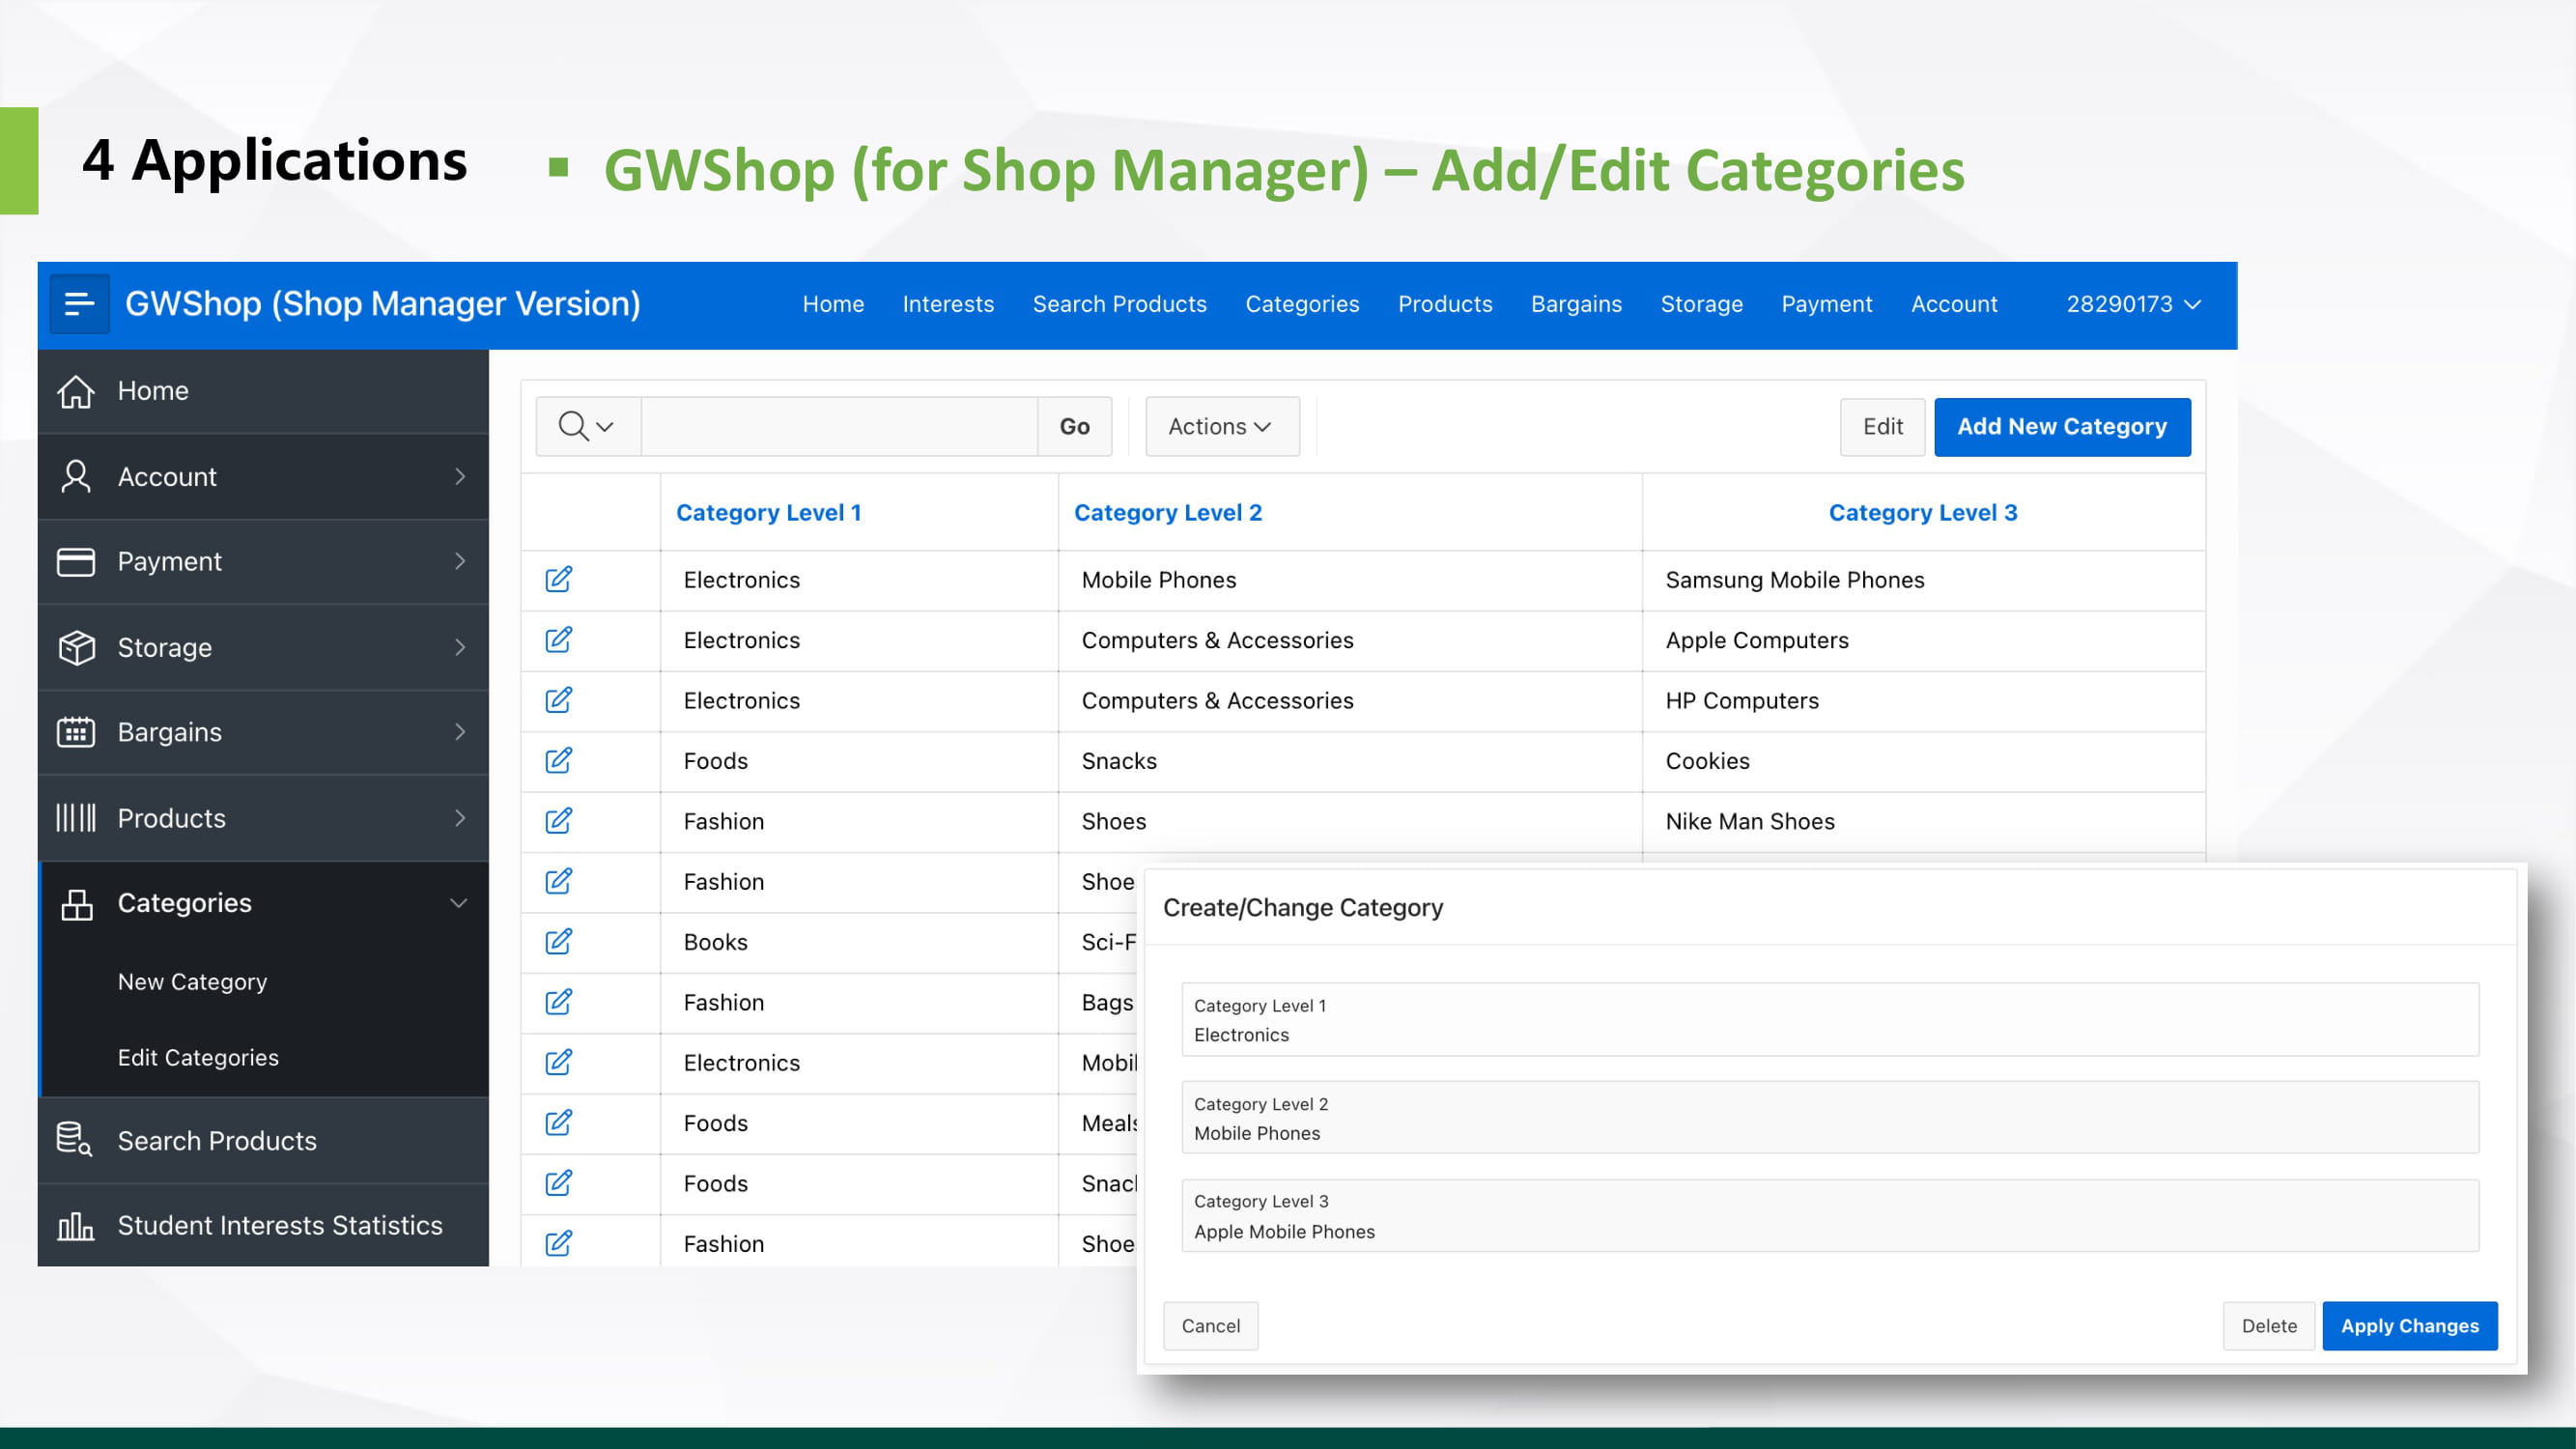 4 Applications
▪ GWShop (for Shop Manager) – Add/Edit Categories
GWShop (Shop Manager Version)
Home Interests Search Products Categories Products Bargains Storage Payment Account 28290173
Home
Account
Payment
Storage
Bargains
Products
Categories
New Category
Edit Categories
Search Products
Student Interests Statistics
Go Actions Edit Add New Category
Category Level 1 Category Level 2 Category Level 3
Electronics Mobile Phones Samsung Mobile Phones
Electronics Computers & Accessories Apple Computers
Electronics Computers & Accessories HP Computers
Foods Snacks Cookies
Fashion Shoes Nike Man Shoes
Fashion Shoe
Books Sci-F
Fashion Bags
Electronics Mobil
Foods Meals
Foods Snac
Fashion Shoe
Create/Change Category
Category Level 1
Electronics
Category Level 2
Mobile Phones
Category Level 3
Apple Mobile Phones
Cancel Delete Apply Changes